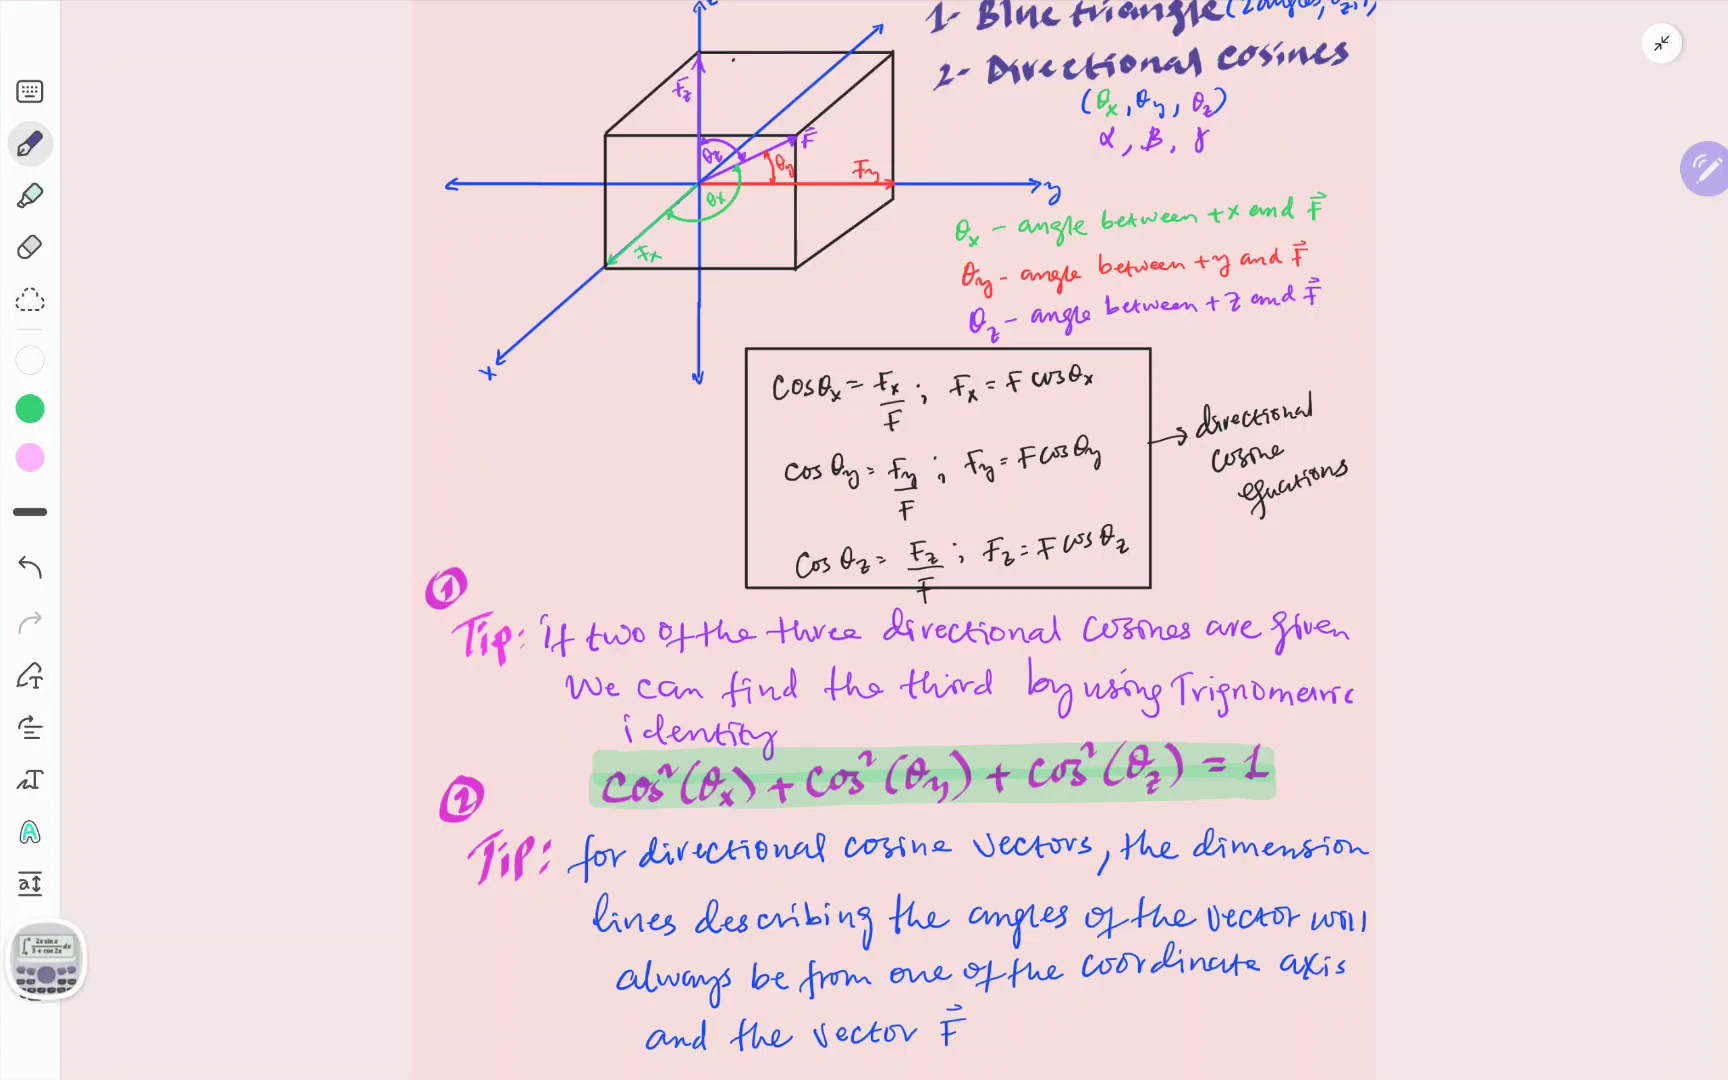 z
1- Blue triangle (2 angles,
2- Directional cosines
(θx, θy, θz)
α, β, γ
Fz
F⃗
θz
θy
Fy
y
θx
Fx
x
θx - angle between +x and F⃗
θy - angle between +y and F⃗
θz - angle between +z and F⃗
Cosθx = Fx/F ; Fx = F cosθx
Cos θy = Fy/F ; Fy = F cos θy
Cos θz = Fz/F ; Fz = F cos θz
directional
cosine
equations
①
Tip: if two of the three directional cosines are given
we can find the third by using Trignometric
identity
Cos²(θx) + Cos²(θy) + Cos²(θz) = 1
②
Tip: for directional cosine vectors, the dimension
lines describing the angles of the vector will
always be from one of the coordinate axis
and the vector F⃗